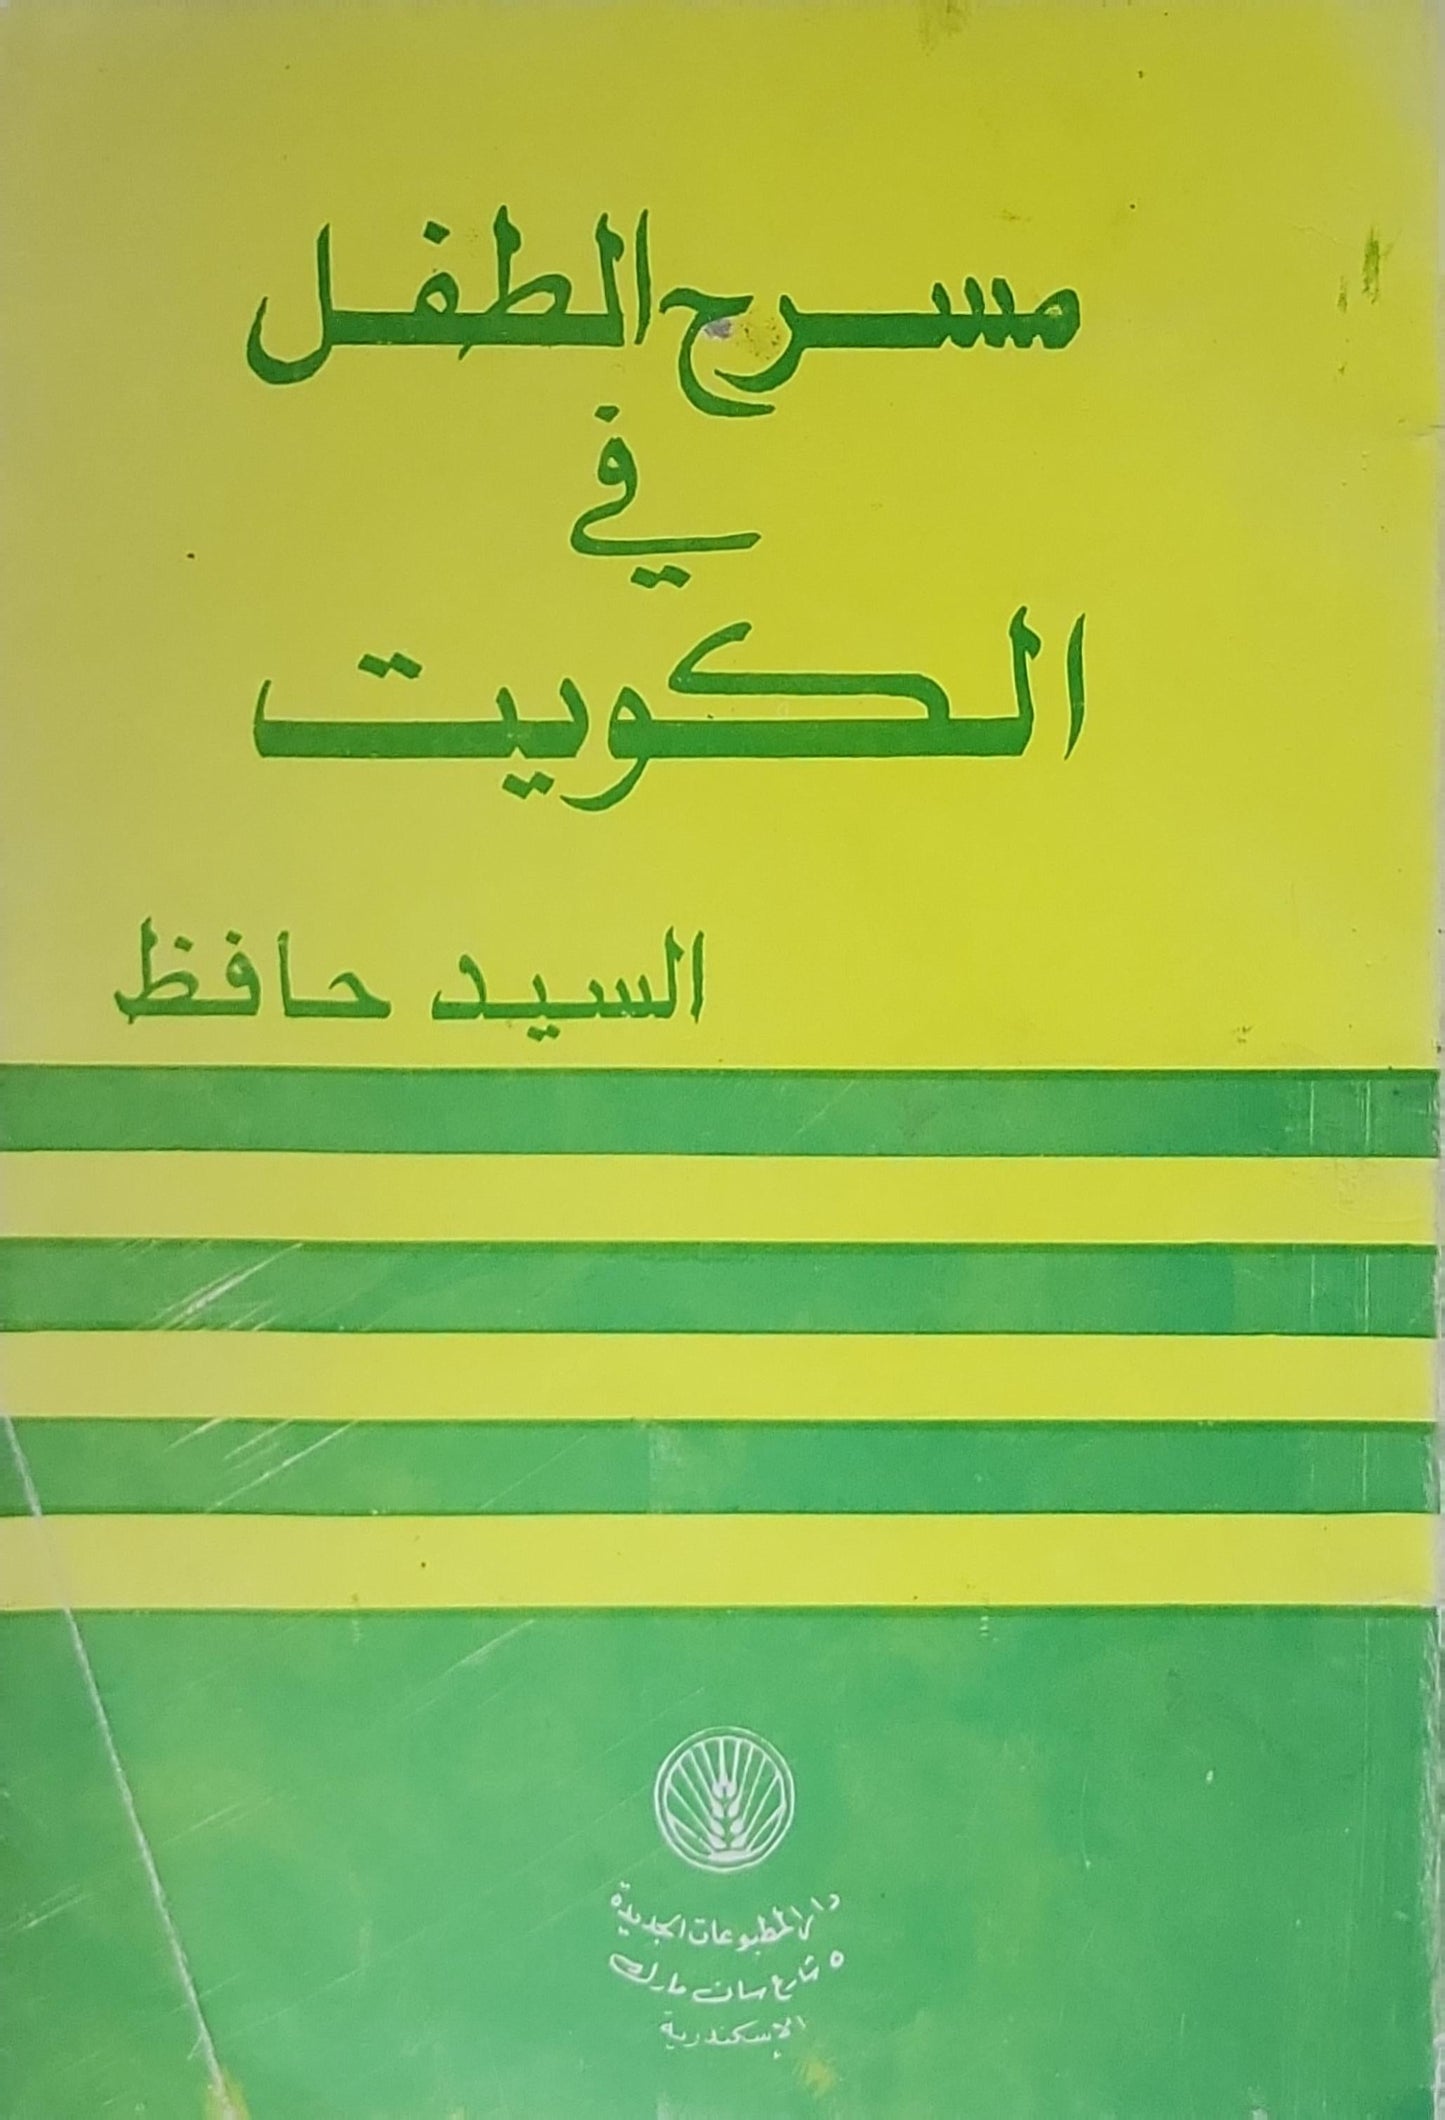 مسرح الطفل
في
الكويت
السيد حافظ
دار المطبوعات الجديدة
٥ شارع سان مارك
الإسكندرية